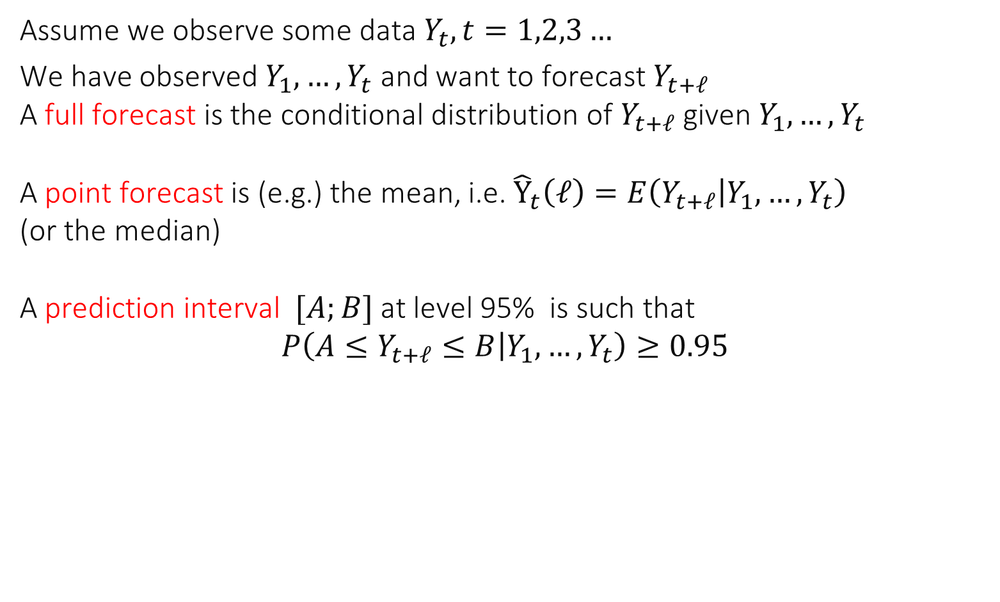 Assume we observe some data $Y_t, t = 1,2,3 \ldots$
We have observed $Y_1, \ldots, Y_t$ and want to forecast $Y_{t+\ell}$
A full forecast is the conditional distribution of $Y_{t+\ell}$ given $Y_1, \ldots, Y_t$
A point forecast is (e.g.) the mean, i.e. $\widehat{\mathrm{Y}}_t(\ell) = E(Y_{t+\ell}|Y_1, \ldots, Y_t)$
(or the median)
A prediction interval $[A; B]$ at level 95% is such that
$P(A \leq Y_{t+\ell} \leq B|Y_1, \ldots, Y_t) \geq 0.95$